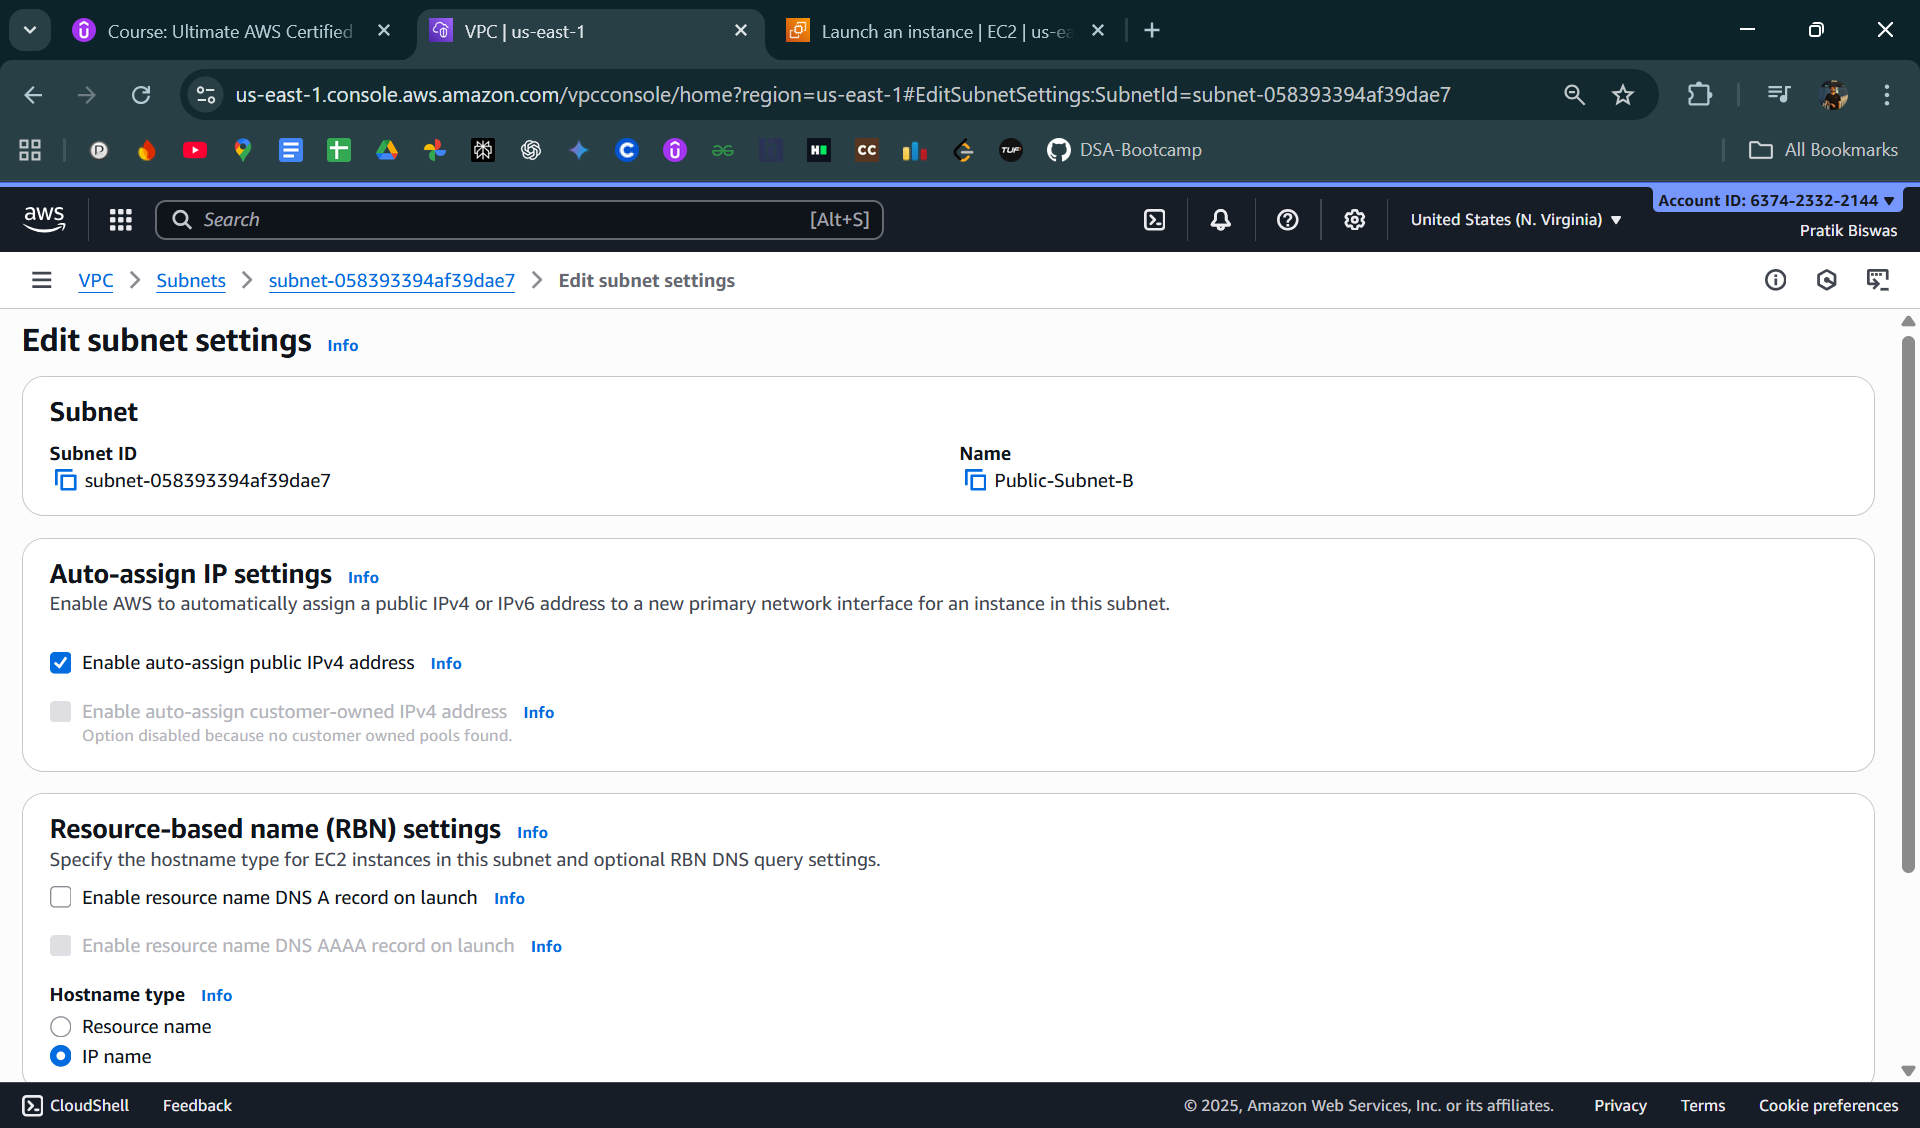 Course: Ultimate AWS Certified
VPC | us-east-1
Launch an instance | EC2 | us-ea
us-east-1.console.aws.amazon.com/vpcconsole/home?region=us-east-1#EditSubnetSettings:SubnetId=subnet-058393394af39dae7
CC
TUF
DSA-Bootcamp
All Bookmarks
aws
Search
[Alt+S]
United States (N. Virginia)
Account ID: 6374-2332-2144
Pratik Biswas
VPC
Subnets
subnet-058393394af39dae7
Edit subnet settings
Edit subnet settings Info
Subnet
Subnet ID
subnet-058393394af39dae7
Name
Public-Subnet-B
Auto-assign IP settings Info
Enable AWS to automatically assign a public IPv4 or IPv6 address to a new primary network interface for an instance in this subnet.
Enable auto-assign public IPv4 address Info
Enable auto-assign customer-owned IPv4 address Info
Option disabled because no customer owned pools found.
Resource-based name (RBN) settings Info
Specify the hostname type for EC2 instances in this subnet and optional RBN DNS query settings.
Enable resource name DNS A record on launch Info
Enable resource name DNS AAAA record on launch Info
Hostname type Info
Resource name
IP name
CloudShell
Feedback
© 2025, Amazon Web Services, Inc. or its affiliates.
Privacy
Terms
Cookie preferences